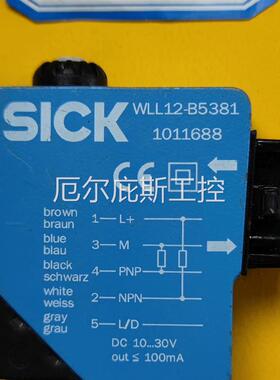 SICK
WLL12-B5381
1011688
CE
厄尔庇斯工控
brown
braun
1
L+
blue
blau
3
M
black
schwarz
4
PNP
white
weiss
2
NPN
gray
grau
5
L/D
DC 10...30V
out ≤ 100mA